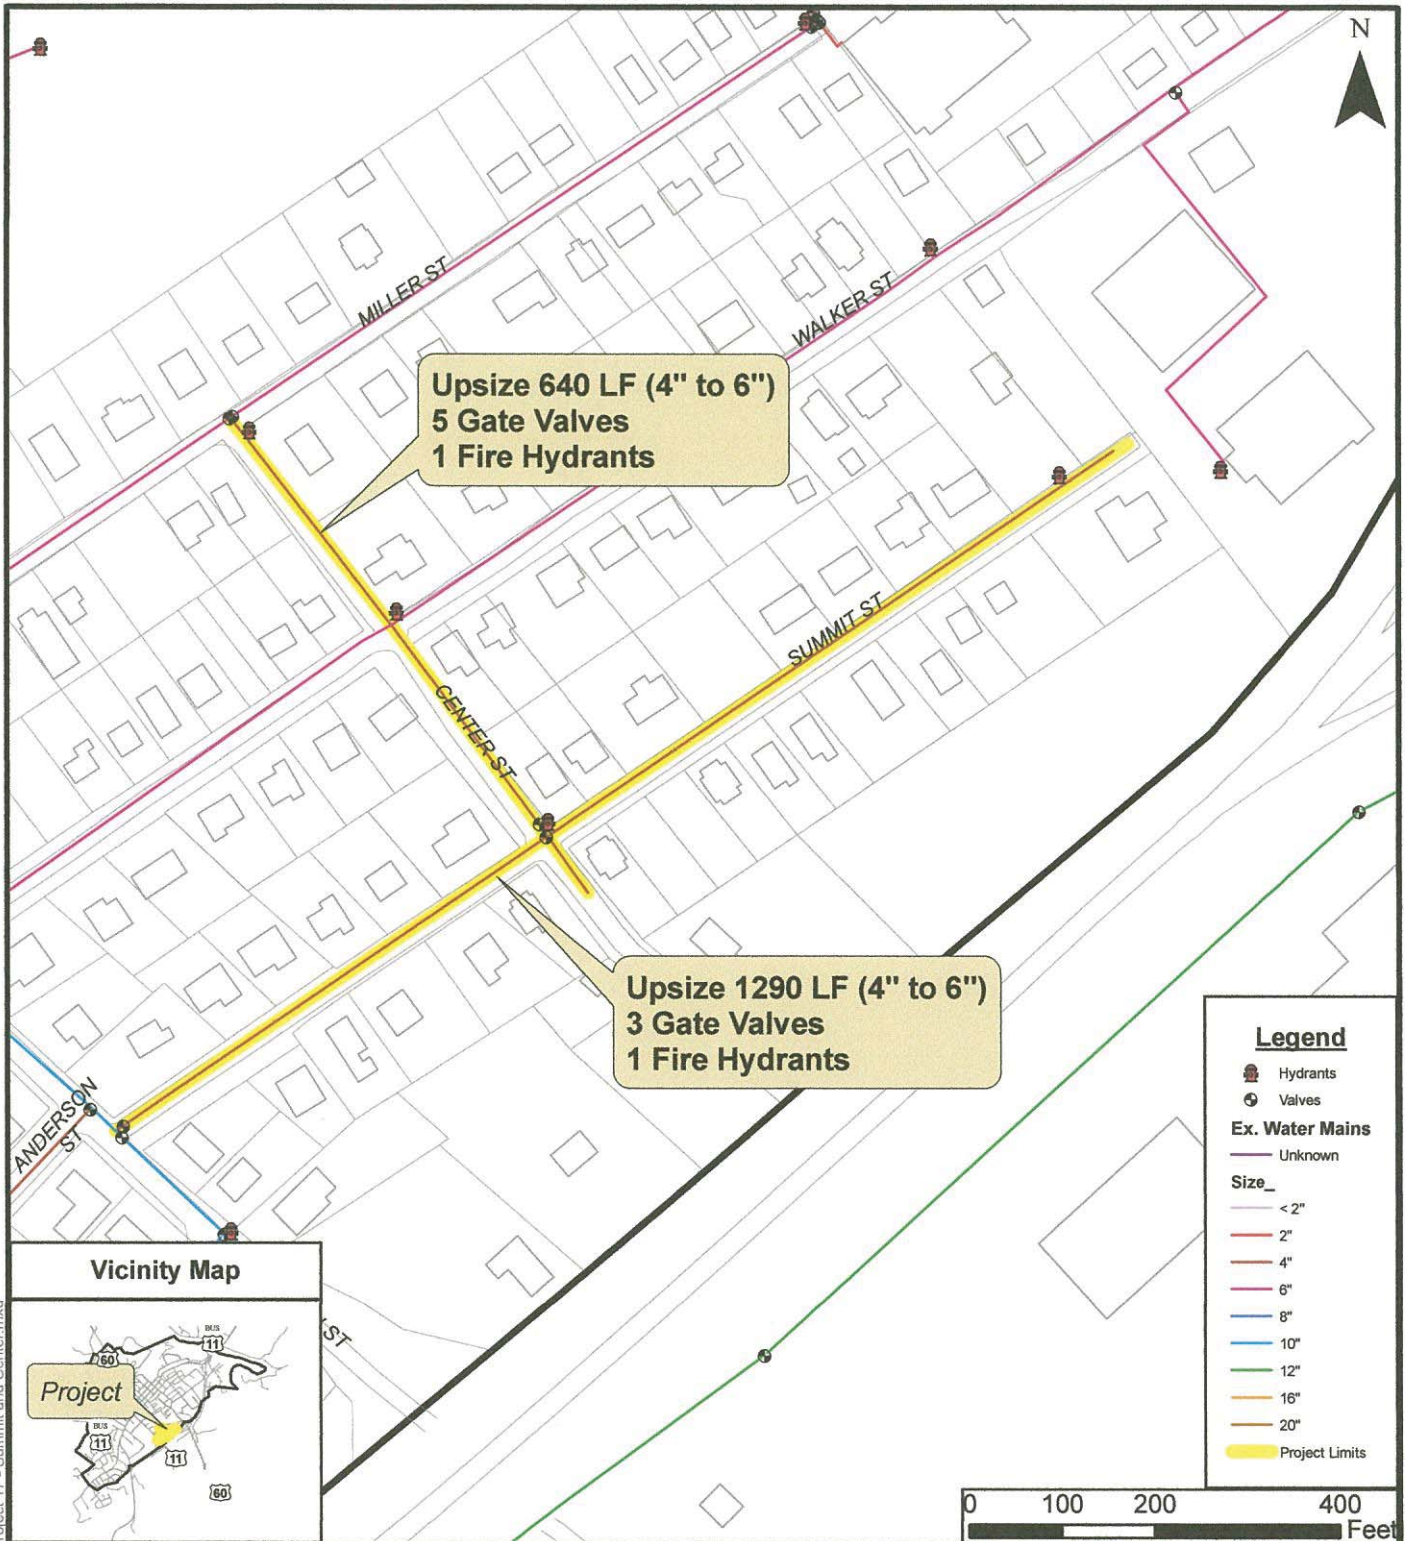 N
MILLER ST
WALKER ST
Upsize 640 LF (4" to 6")
5 Gate Valves
1 Fire Hydrants
SUMMIT ST
CENTER ST
Upsize 1290 LF (4" to 6")
3 Gate Valves
1 Fire Hydrants
ANDERSON
ST
ST
Legend
Hydrants
Valves
Ex. Water Mains
Unknown
Size_
< 2"
2"
4"
6"
8"
10"
12"
16"
20"
Project Limits
Vicinity Map
BUS
11
60
Project
BUS
11
11
60
0 100 200 400
Feet